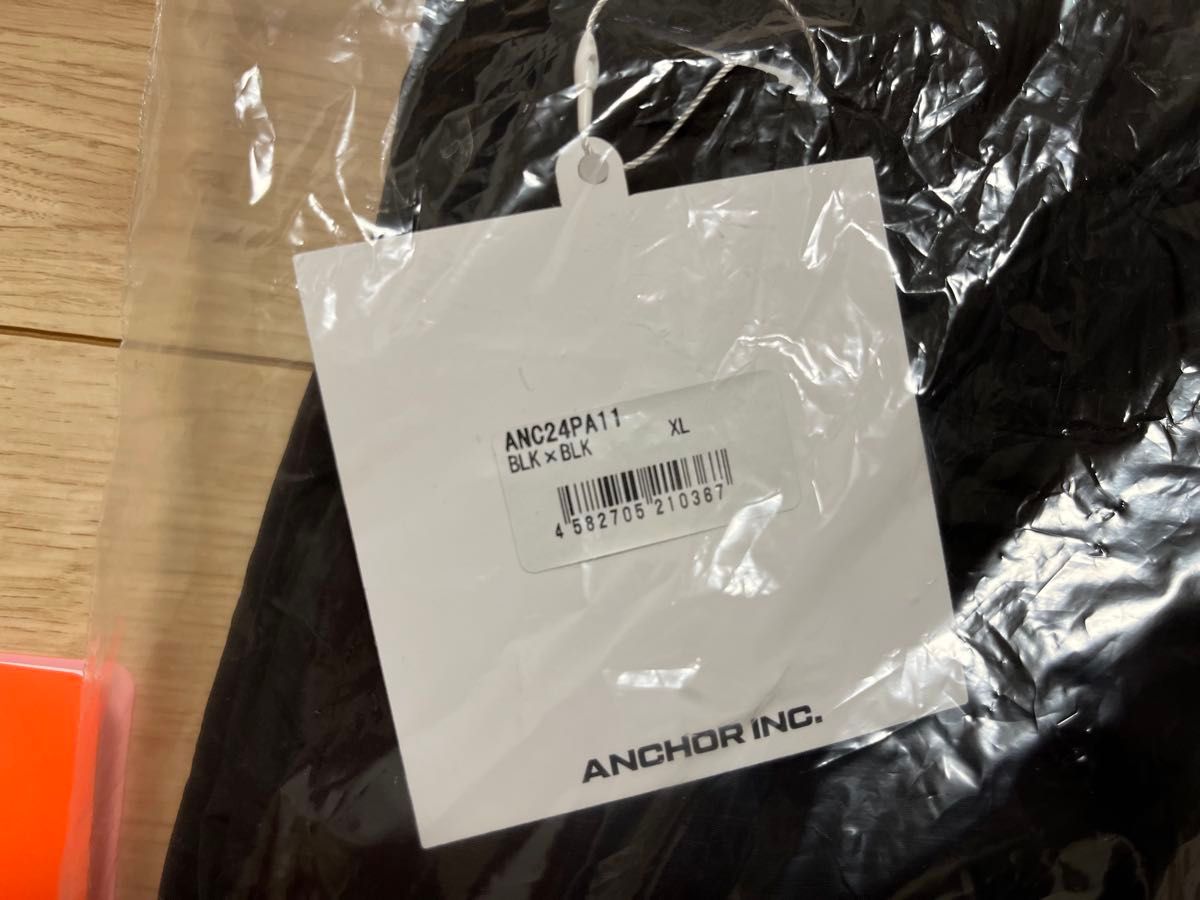 ANC24PA11 XL
BLK×BLK
4 582705 210367
ANCHOR INC.